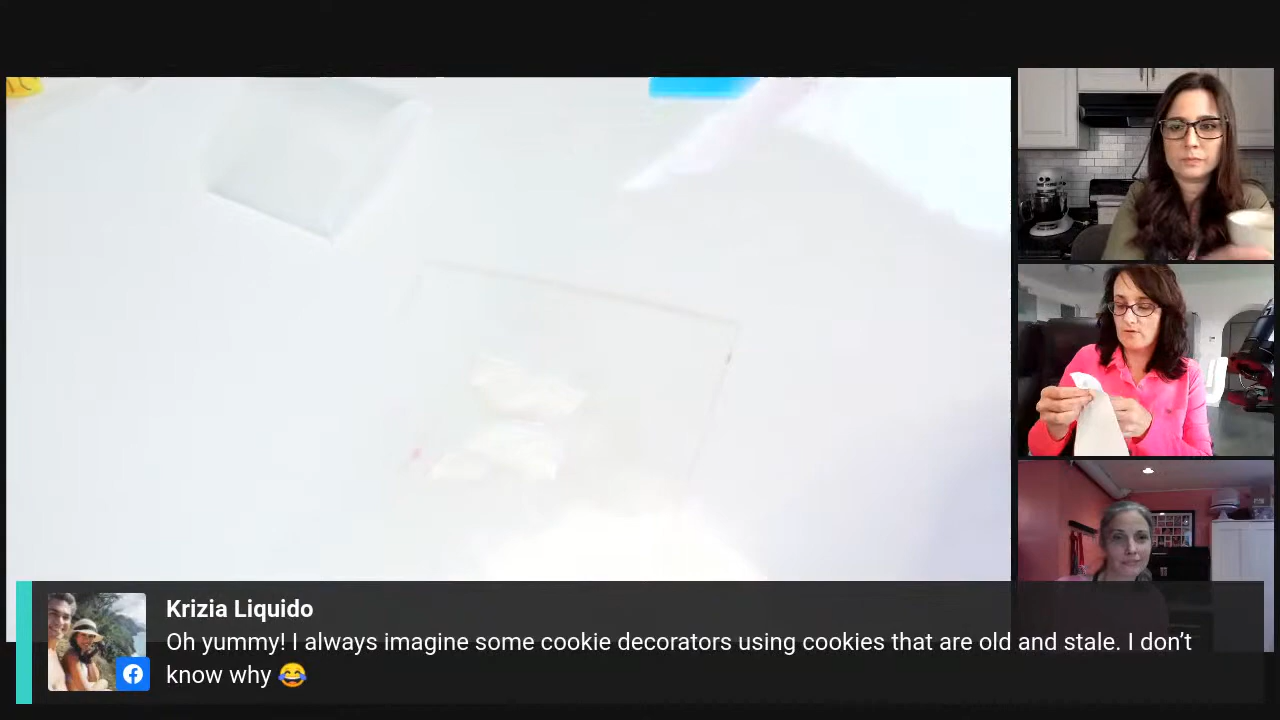 Krizia Liquido
Oh yummy! I always imagine some cookie decorators using cookies that are old and stale. I don't
know why 😂